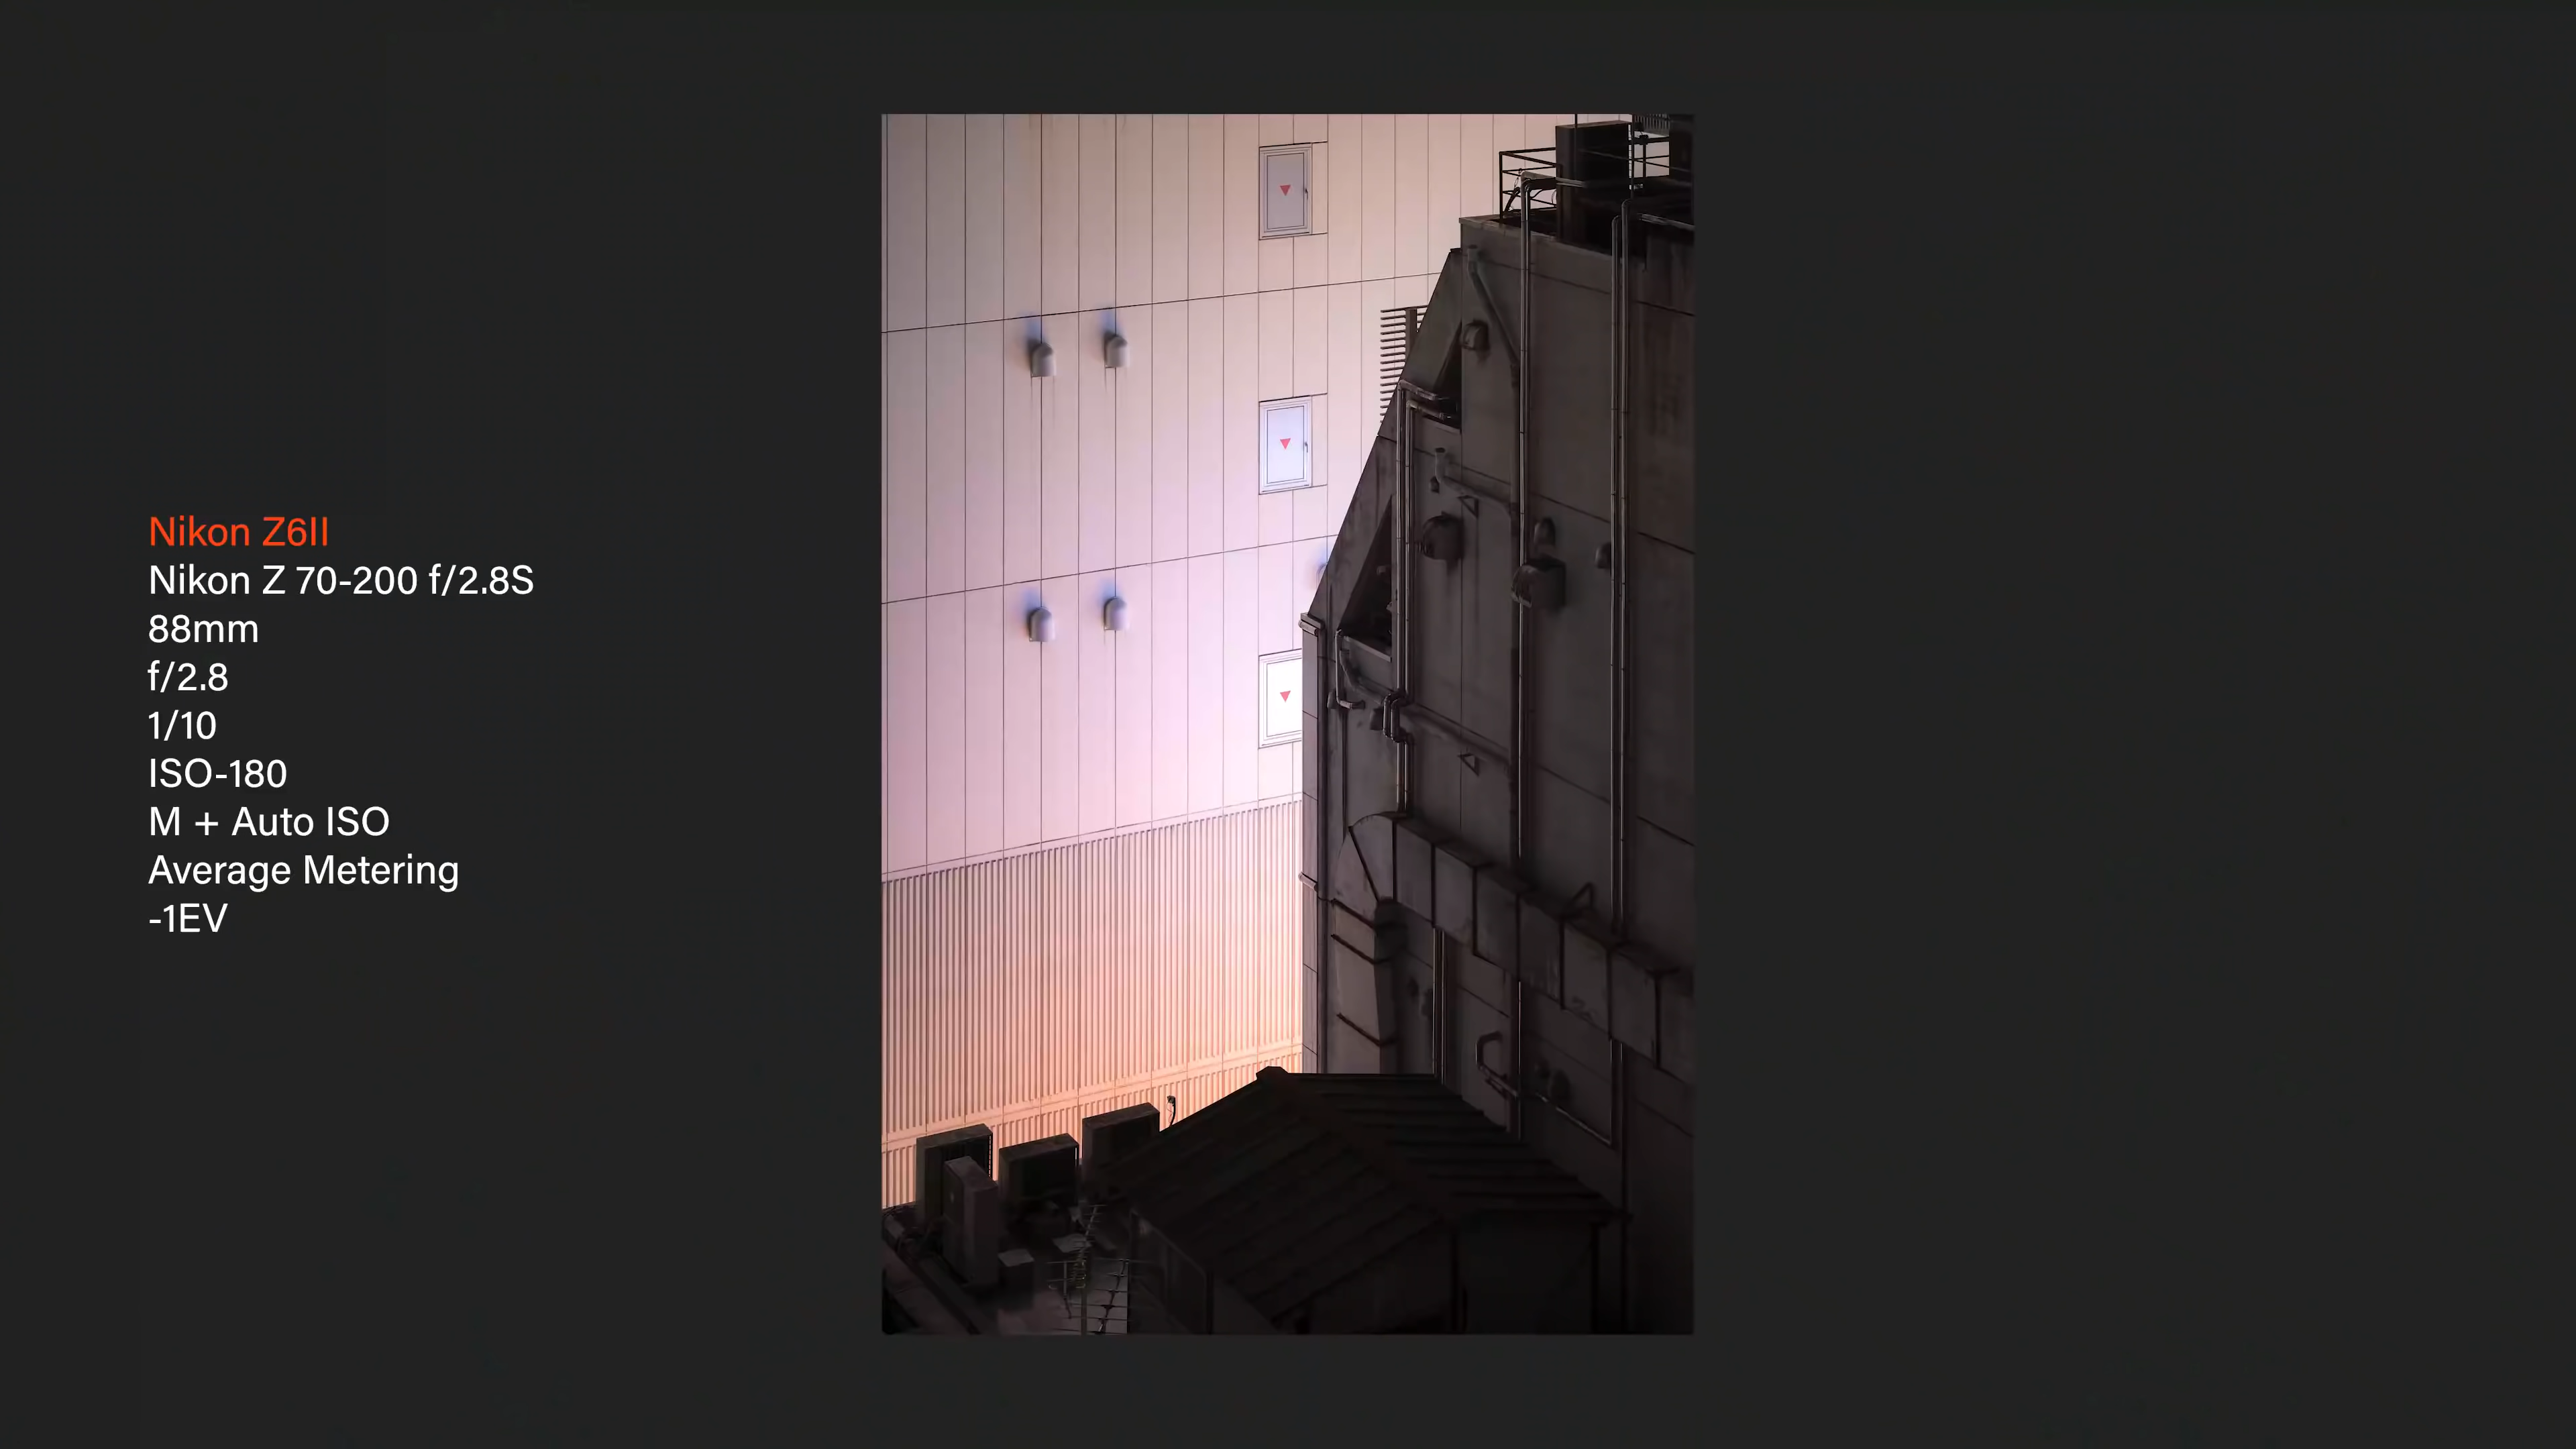 Nikon Z6II
Nikon Z 70-200 f/2.8S
88mm
f/2.8
1/10
ISO-180
M + Auto ISO
Average Metering
-1EV